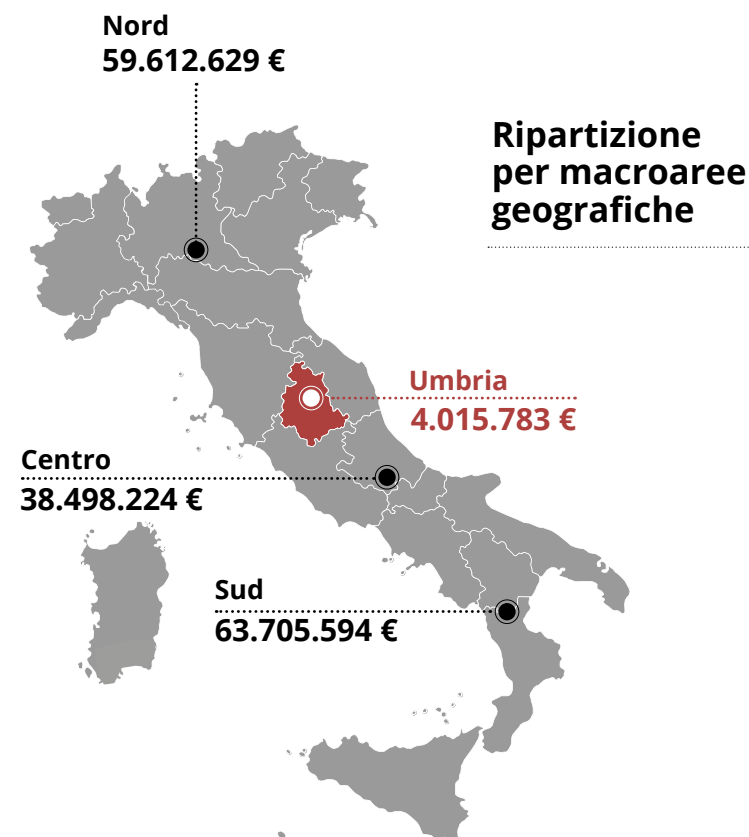 Nord
59.612.629 €
Ripartizione
per macroaree
geografiche
Umbria
4.015.783 €
Centro
38.498.224 €
Sud
63.705.594 €